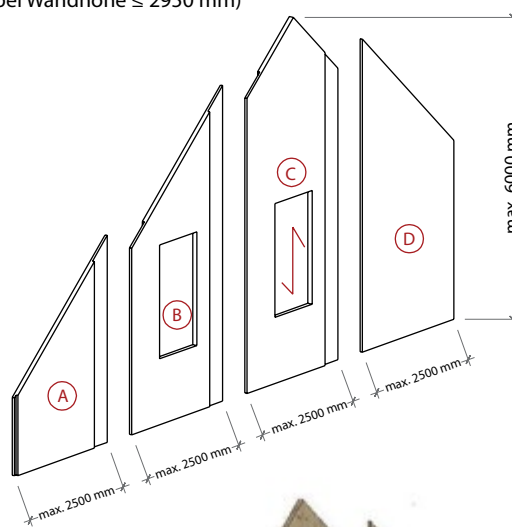 bei Wandhöhe ≤ 2950 mm)
C
max. 6000 mm
D
B
A
max. 2500 mm
max. 2500 mm
max. 2500 mm
max. 2500 mm